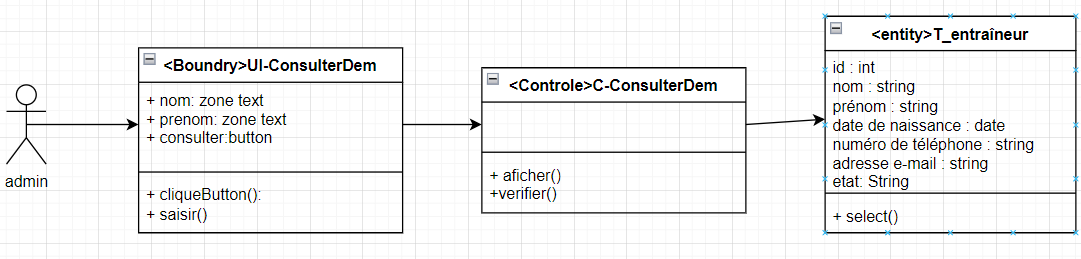 admin
<Boundry>UI-ConsulterDem
+ nom: zone text
+ prenom: zone text
+ consulter:button
+ cliqueButton():
+ saisir()
<Controle>C-ConsulterDem
+ aficher()
+verifier()
<entity>T_entraîneur
id : int
nom : string
prénom : string
date de naissance : date
numéro de téléphone : string
adresse e-mail : string
etat: String
+ select()